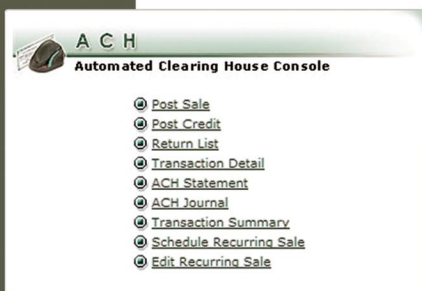 ACH
Automated Clearing House Console
Post Sale
Post Credit
Return List
Transaction Detail
ACH Statement
ACH Journal
Transaction Summary
Schedule Recurring Sale
Edit Recurring Sale